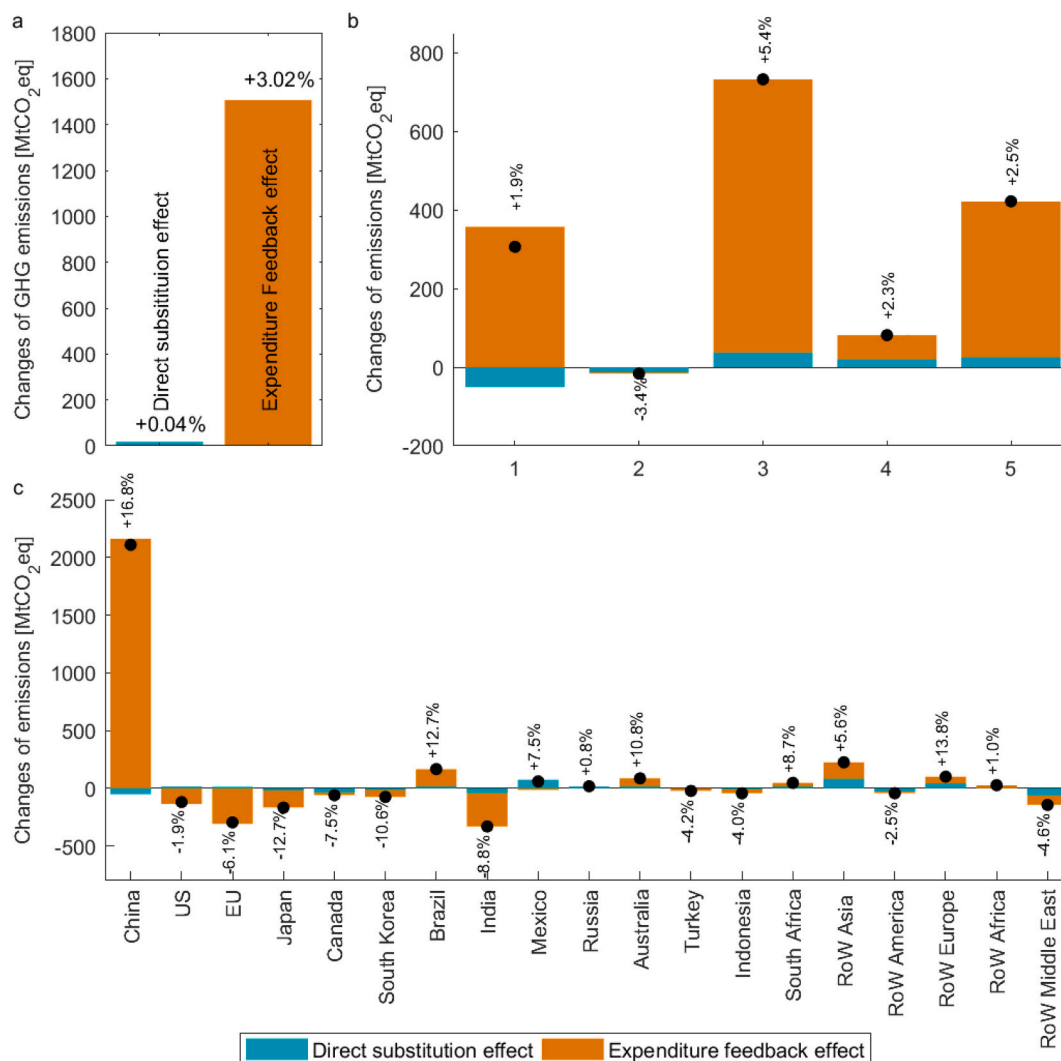 a
Changes of GHG emissions [MtCO2eq]
1800
1600
1400
1200
1000
800
600
400
200
0
+0.04%
Direct subsitituion effect
+3.02%
Expenditure Feedback effect
b
Changes of emissions [MtCO2eq]
800
600
400
200
0
-200
+1.9%
-3.4%
+5.4%
+2.3%
+2.5%
1
2
3
4
5
c
Changes of emissions [MtCO2eq]
2500
2000
1500
1000
500
0
-500
+16.8%
-1.9%
-6.1%
-12.7%
-7.5%
-10.6%
+12.7%
-8.8%
+7.5%
+0.8%
+10.8%
-4.2%
-4.0%
+8.7%
+5.6%
-2.5%
+13.8%
+1.0%
-4.6%
China
US
EU
Japan
Canada
South Korea
Brazil
India
Mexico
Russia
Australia
Turkey
Indonesia
South Africa
RoW Asia
RoW America
RoW Europe
RoW Africa
RoW Middle East
Direct substitution effect
Expenditure feedback effect